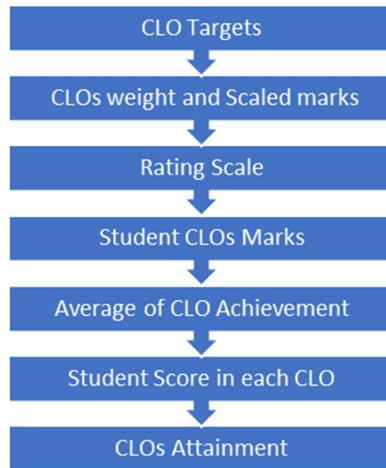 CLO Targets
CLOs weight and Scaled marks
Rating Scale
Student CLOs Marks
Average of CLO Achievement
Student Score in each CLO
CLOs Attainment